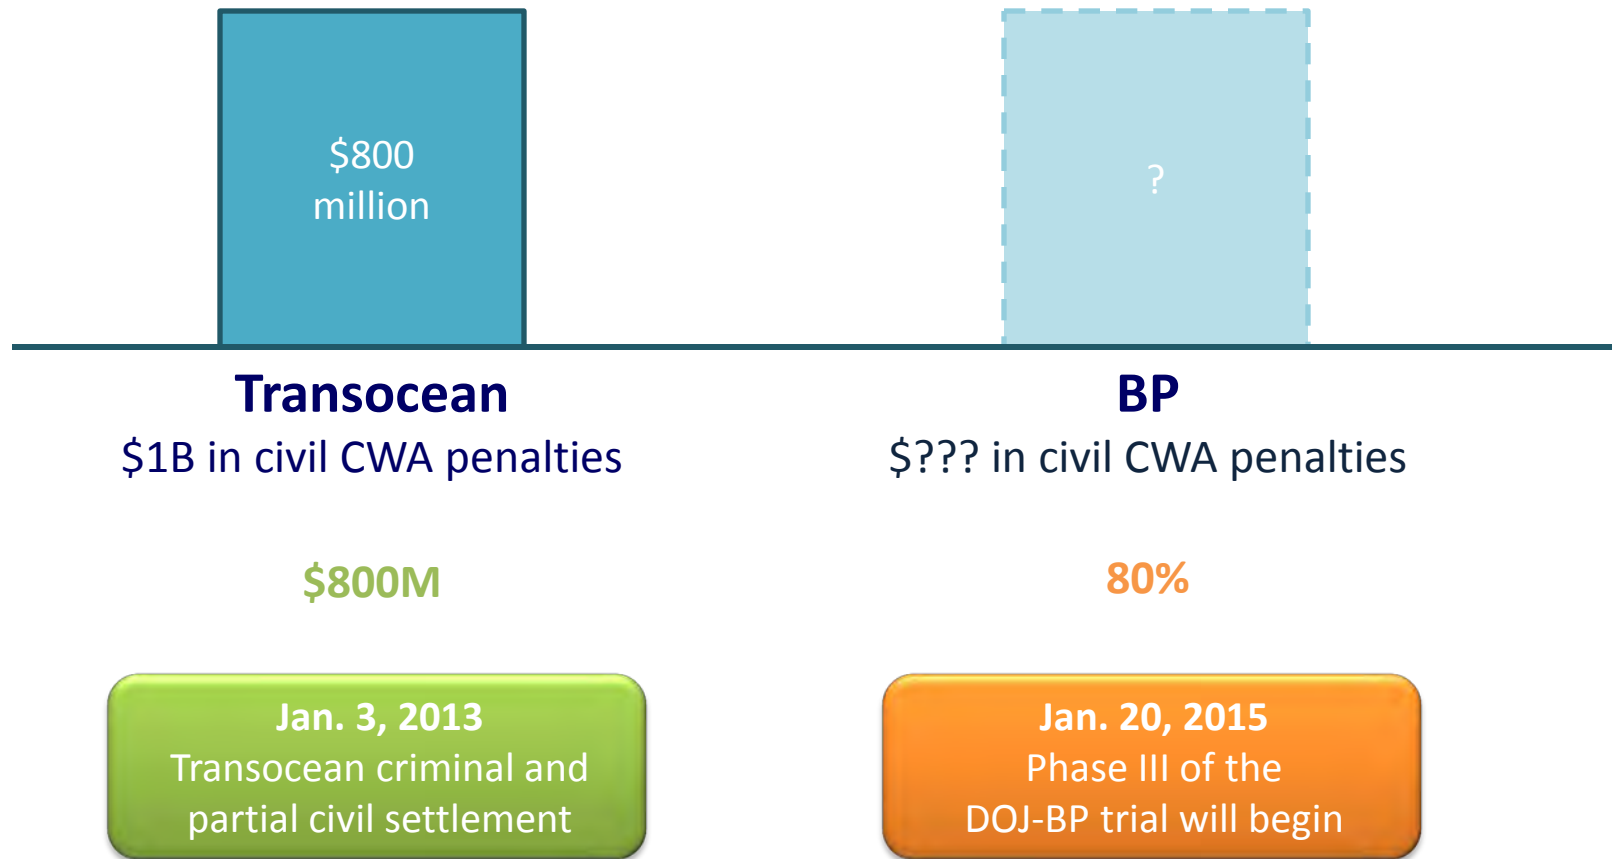 $800
million
?
Transocean
$1B in civil CWA penalties
$800M
Jan. 3, 2013
Transocean criminal and
partial civil settlement
BP
$??? in civil CWA penalties
80%
Jan. 20, 2015
Phase III of the
DOJ-BP trial will begin